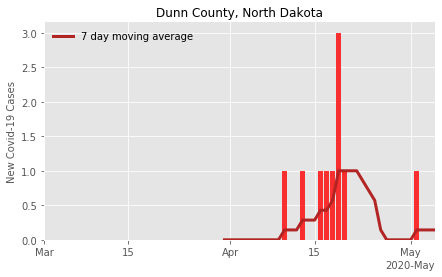 Dunn County, North Dakota
7 day moving average
New Covid-19 Cases
3.0
2.5
2.0
1.5
1.0
0.5
0.0
Mar 15 Apr 15 May
2020-May